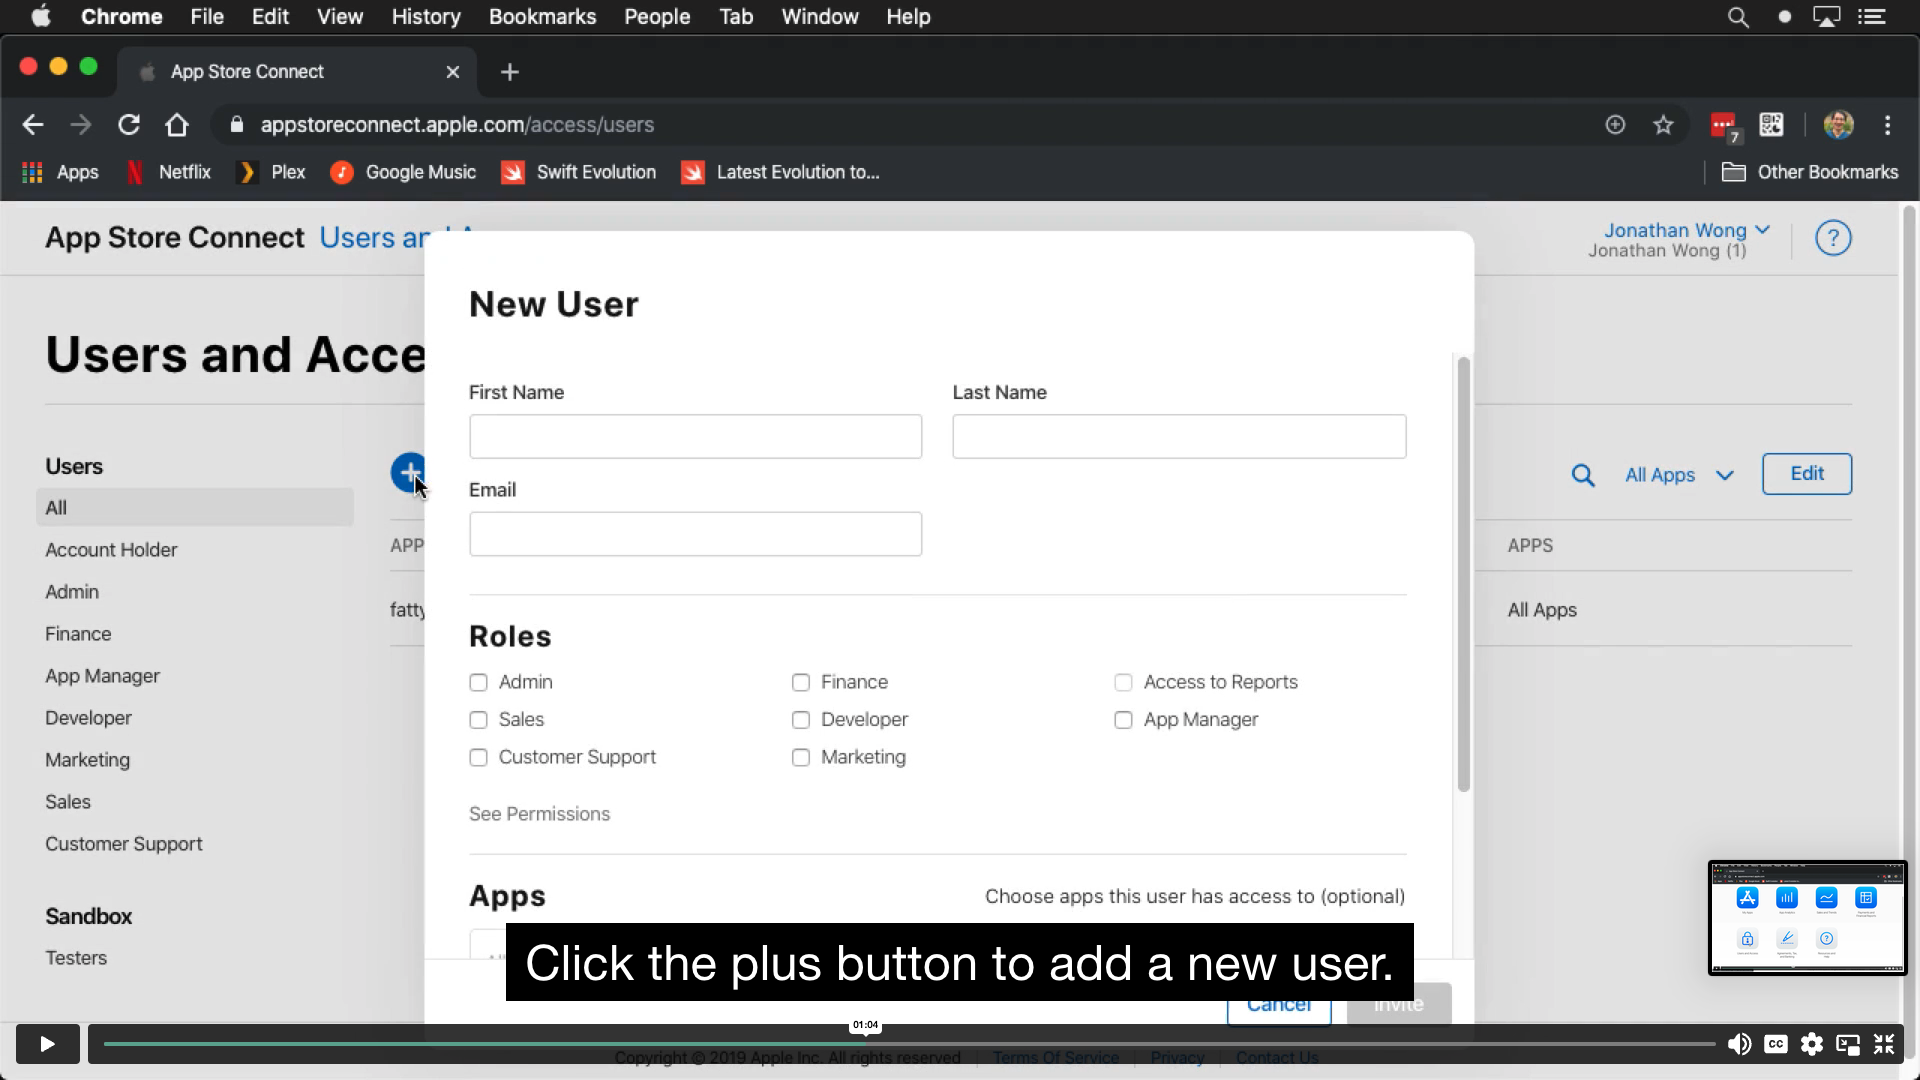 Chrome File Edit View History Bookmarks People Tab Window Help
App Store Connect
appstoreconnect.apple.com/access/users
7
Apps Netflix Plex Google Music Swift Evolution Latest Evolution to... Other Bookmarks
App Store Connect Users and A
Jonathan Wong
Jonathan Wong (1)
?
New User
Users and Acce
First Name Last Name
Users
All Apps Edit
Email
All
Account Holder
APP
APPS
Admin
fatty
All Apps
Finance
Roles
App Manager
Admin Finance Access to Reports
Developer
Sales Developer App Manager
Marketing
Customer Support Marketing
Sales
See Permissions
Customer Support
Apps Choose apps this user has access to (optional)
Sandbox
Testers
Click the plus button to add a new user.
Cancel Invite
01:04
CC
Copyright © 2019 Apple Inc. All rights reserved Terms Of Service Privacy Contact Us